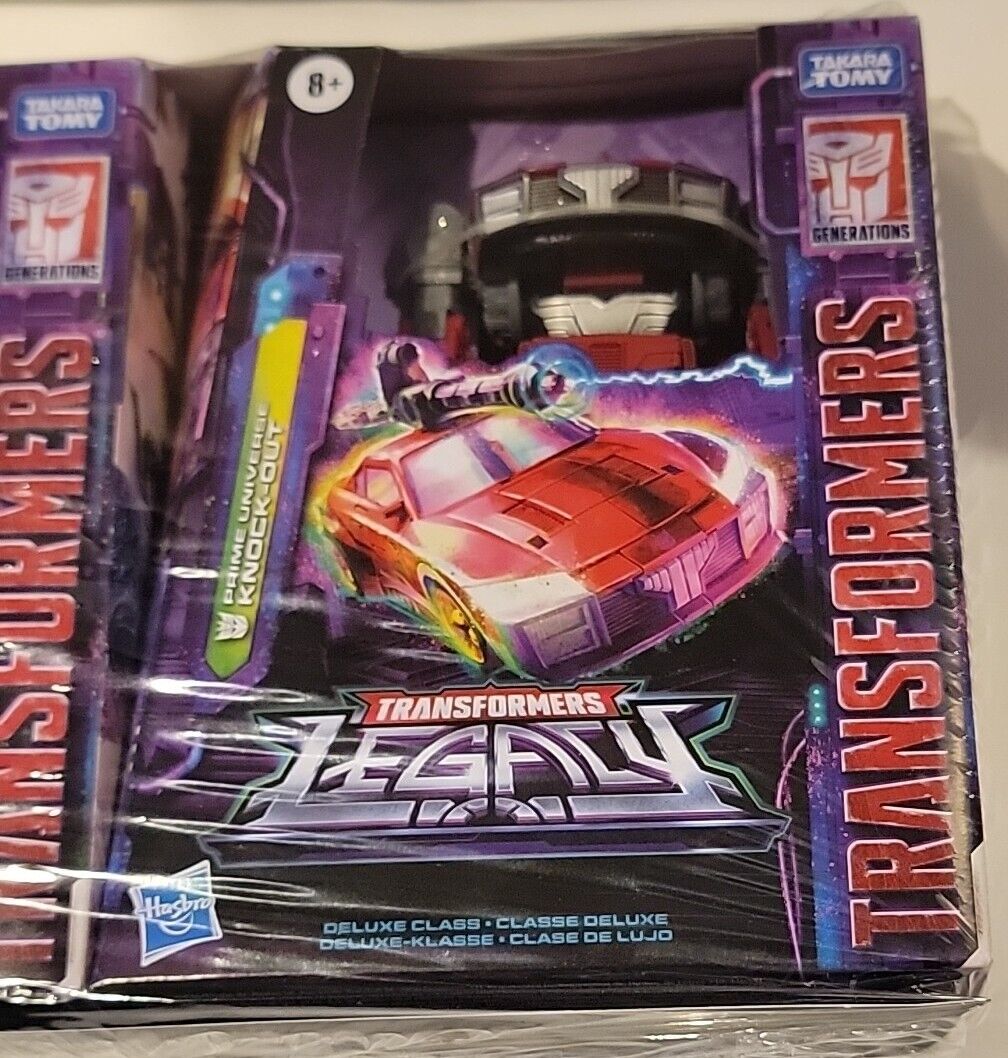 TAKARA
TOMY
GENERATIONS
TRANSFORMERS
8+
PRIME UNIVERSE
KNOCK-OUT
TRANSFORMERS
LEGACY
Hasbro
DELUXE CLASS • CLASSE DELUXE
DELUXE-KLASSE • CLASE DE LUJO
TAKARA
TOMY
GENERATIONS
TRANSFORMERS